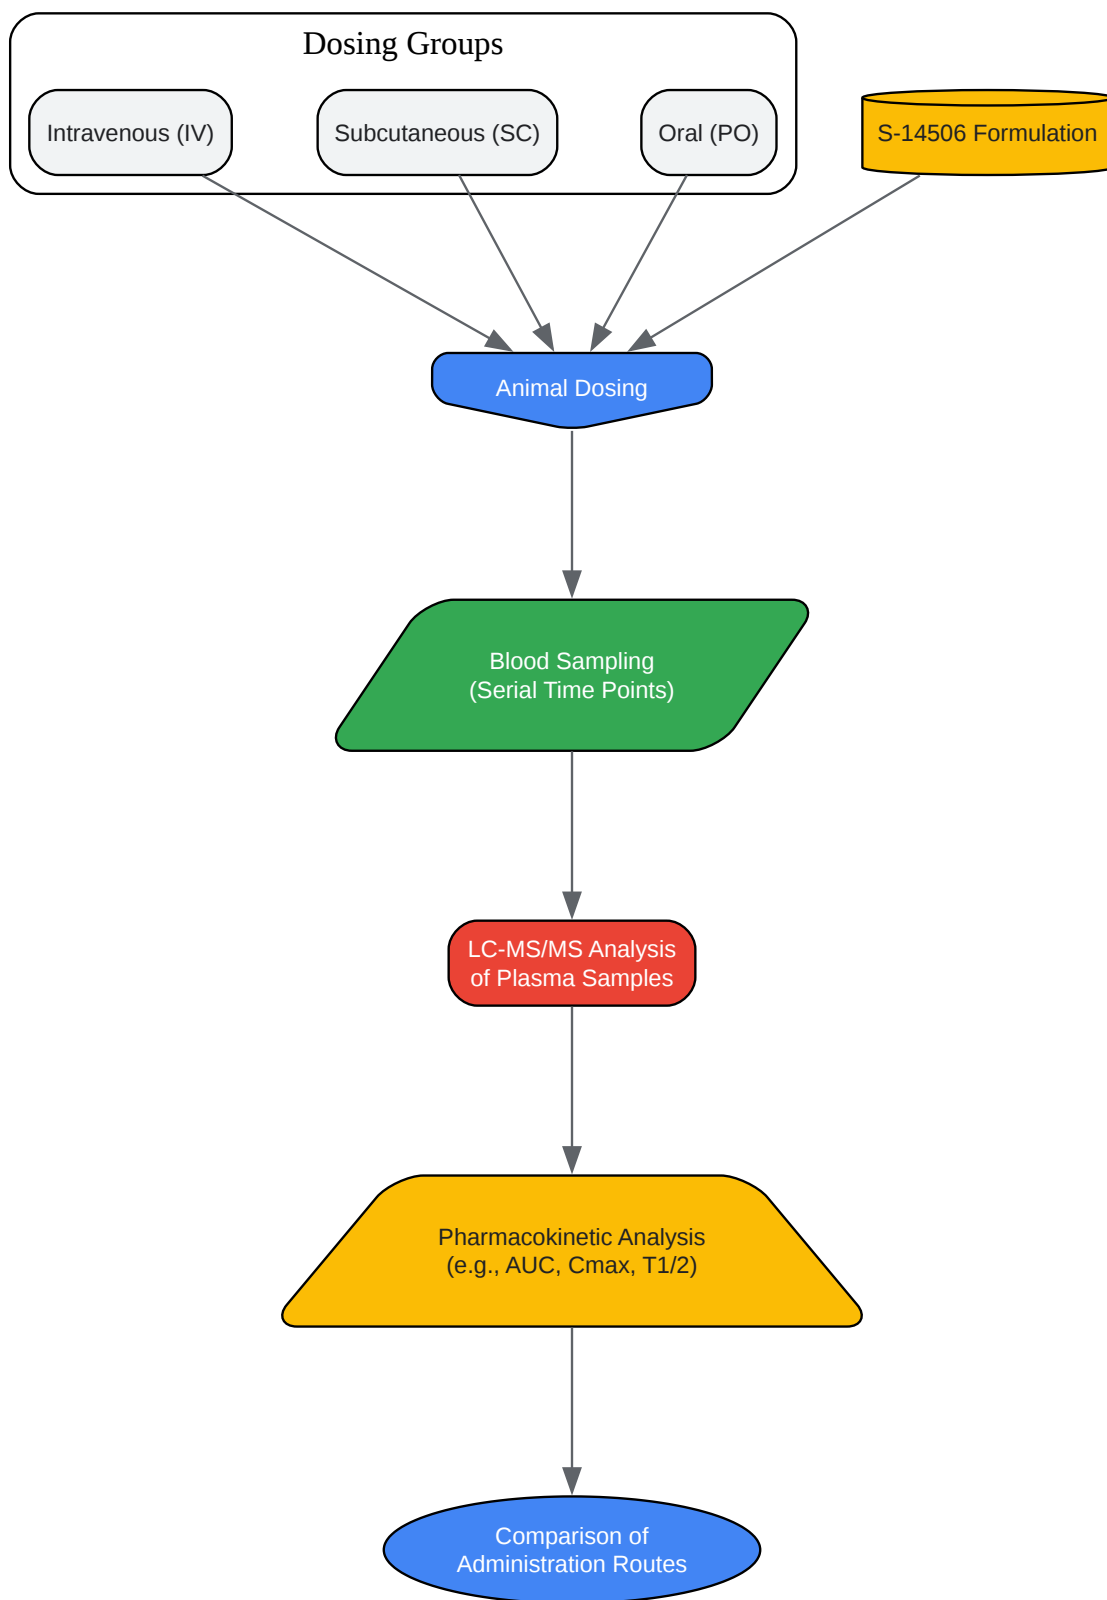 Dosing Groups
Intravenous (IV)
Subcutaneous (SC)
Oral (PO)
S-14506 Formulation
Animal Dosing
Blood Sampling
(Serial Time Points)
LC-MS/MS Analysis
of Plasma Samples
Pharmacokinetic Analysis
(e.g., AUC, Cmax, T1/2)
Comparison of
Administration Routes